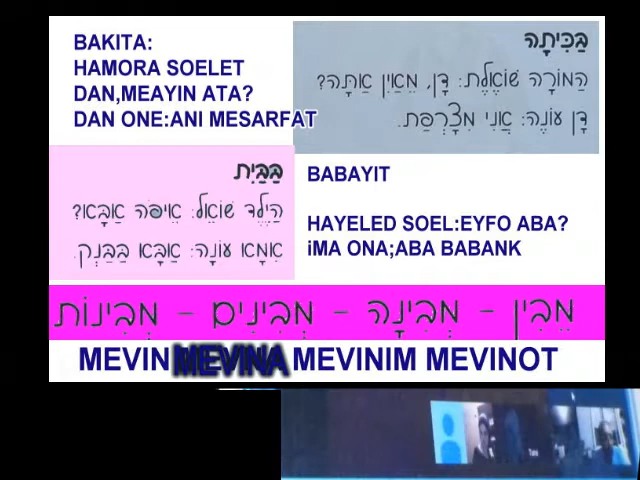 BAKITA:
HAMORA SOELET
DAN,MEAYIN ATA?
DAN ONE:ANI MESARFAT
בַּכִּיתָה
הַמּוֹרָה שׁוֹאֶלֶת: דָּן, מֵאַיִן אַתָּה?
דָּן עוֹנֶה: אֲנִי מִצָּרְפַת.
בַּבַּיִת
הַיֶּלֶד שׁוֹאֵל: אֵיפֹה אַבָּא?
אִמָּא עוֹנָה: אַבָּא בַּבַּנְק.
BABAYIT
HAYELED SOEL:EYFO ABA?
iMA ONA;ABA BABANK
מֵבִין – מְבִינָה – מְבִינִים – מְבִינוֹת
MEVIN MEVINA MEVINIM MEVINOT